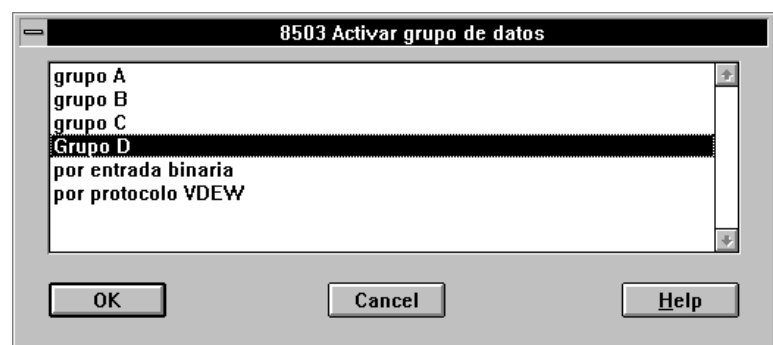 8503 Activar grupo de datos
grupo A
grupo B
grupo C
Grupo D
por entrada binaria
por protocolo VDEW
OK Cancel Help